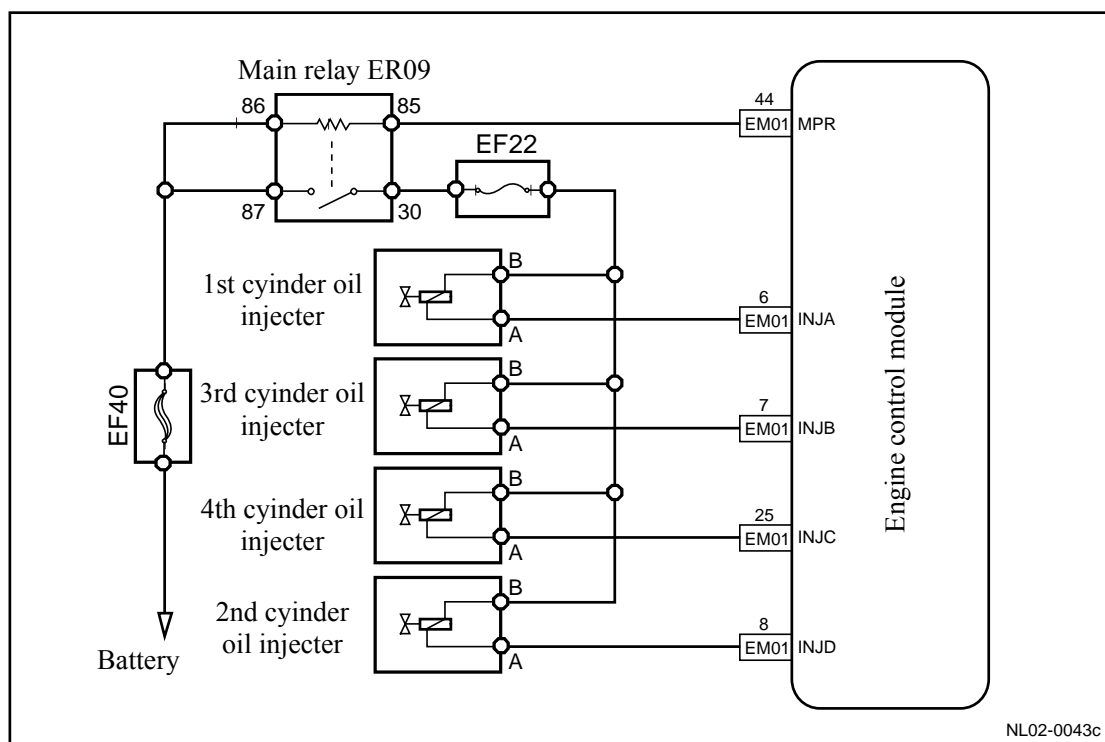 Main relay ER09
86
85
87
30
EF22
44
EM01 MPR
1st cyinder oil
injecter
B
A
6
EM01 INJA
3rd cyinder oil
injecter
B
A
7
EM01 INJB
4th cyinder oil
injecter
B
A
25
EM01 INJC
2nd cyinder
oil injecter
B
A
8
EM01 INJD
EF40
Battery
Engine control module
NL02-0043c